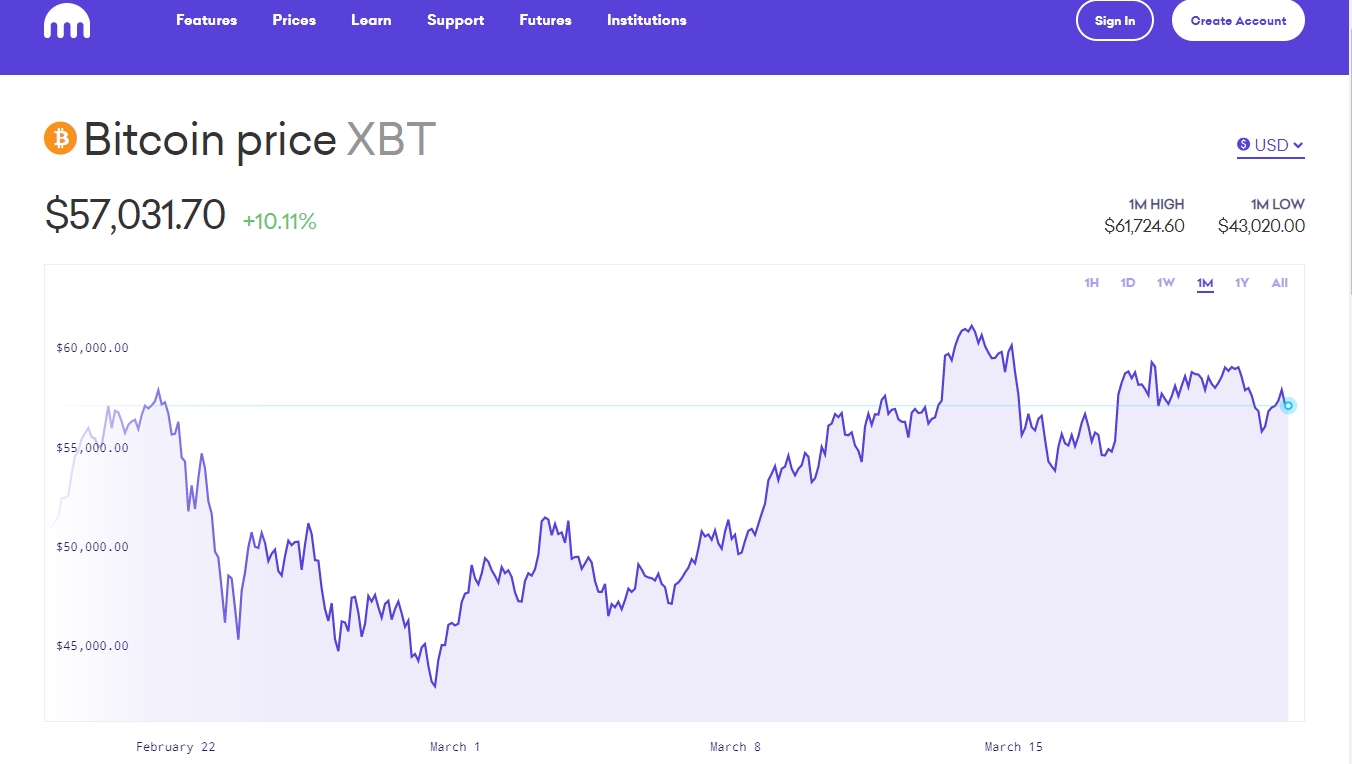 Features Prices Learn Support Futures Institutions Sign In Create Account
Bitcoin price XBT
USD
$57,031.70 +10.11%
1M HIGH 1M LOW
$61,724.60 $43,020.00
1H 1D 1W 1M 1Y All
$60,000.00
$55,000.00
$50,000.00
$45,000.00
February 22 March 1 March 8 March 15